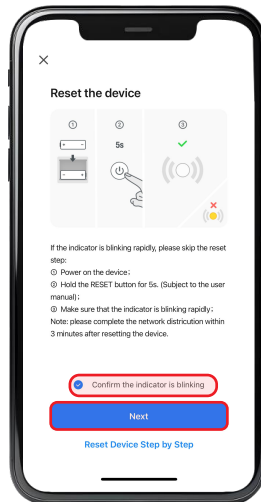 Reset the device
① ② ③
5s
If the indicator is blinking rapidly, please skip the reset
step:
① Power on the device;
② Hold the RESET button for 5s. (Subject to the user
manual);
③ Make sure that the indicator is blinking rapidly;
Note: please complete the network districution within
3 minutes after resetting the device.
Confirm the indicator is blinking
Next
Reset Device Step by Step